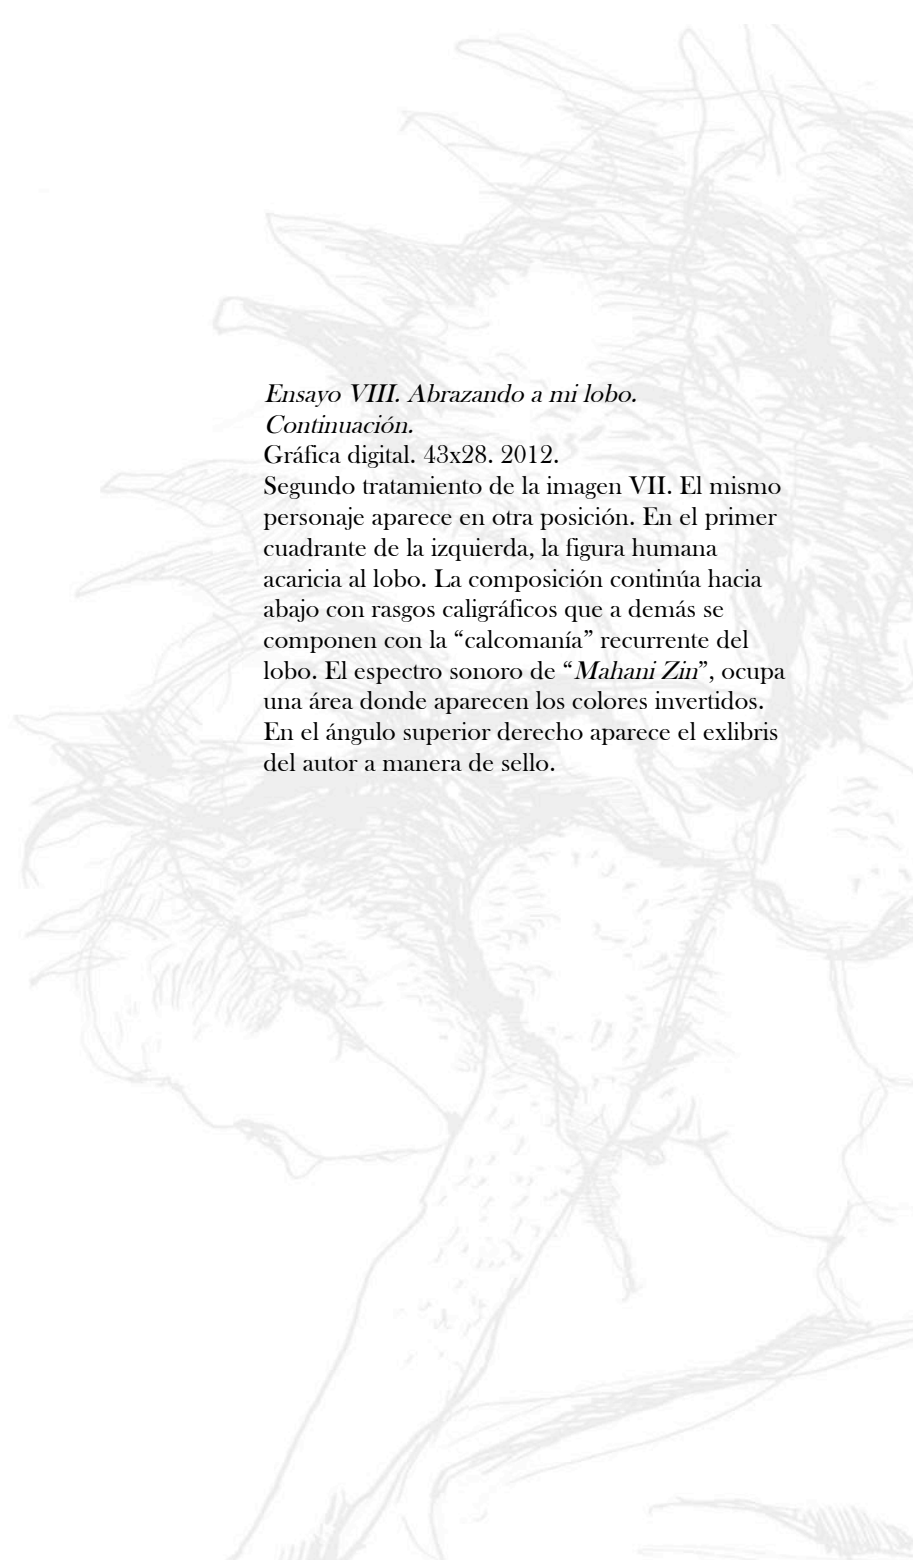 Ensayo VIII. Abrazando a mi lobo.
Continuación.
Gráfica digital. 43x28. 2012.
Segundo tratamiento de la imagen VII. El mismo
personaje aparece en otra posición. En el primer
cuadrante de la izquierda, la figura humana
acaricia al lobo. La composición continúa hacia
abajo con rasgos caligráficos que a demás se
componen con la “calcomanía” recurrente del
lobo. El espectro sonoro de “Mahani Zin”, ocupa
una área donde aparecen los colores invertidos.
En el ángulo superior derecho aparece el exlibris
del autor a manera de sello.